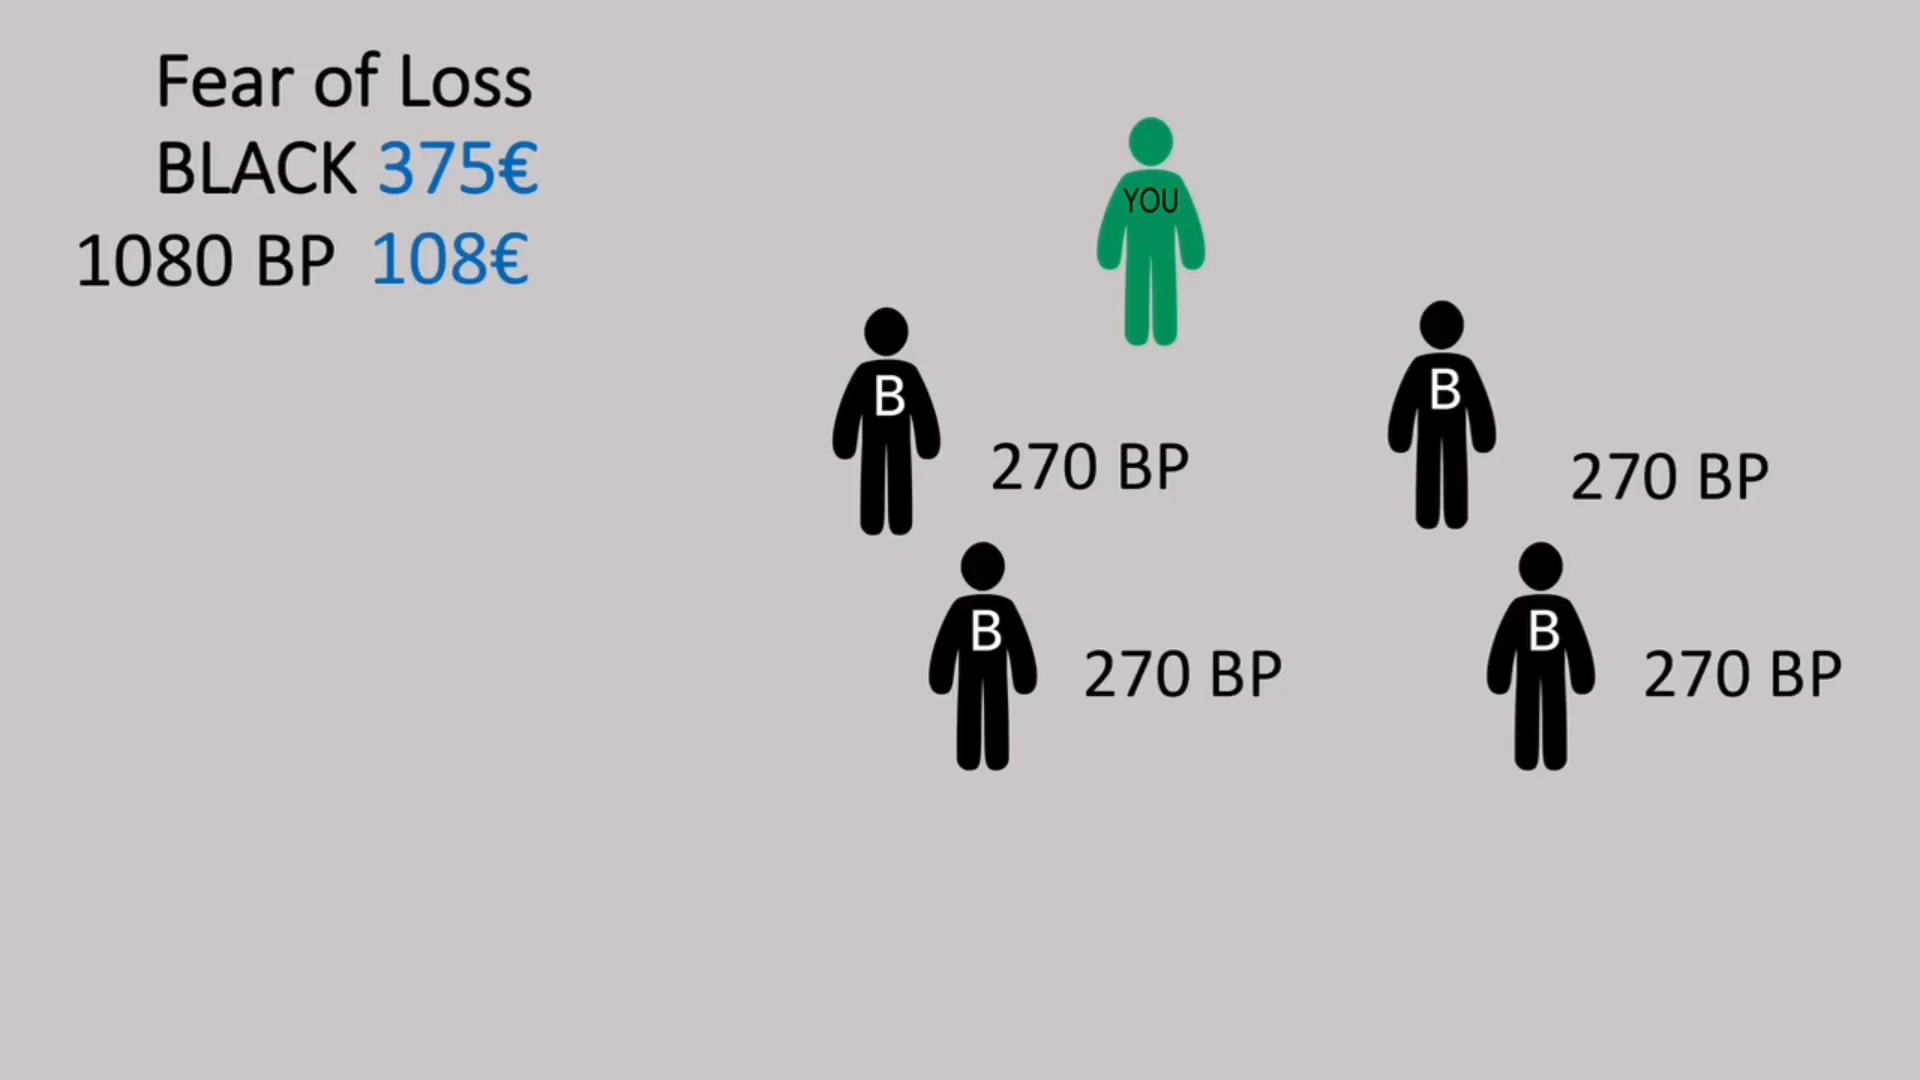 Fear of Loss
BLACK 375€
1080 BP 108€
YOU
B
270 BP
B
270 BP
B
270 BP
B
270 BP